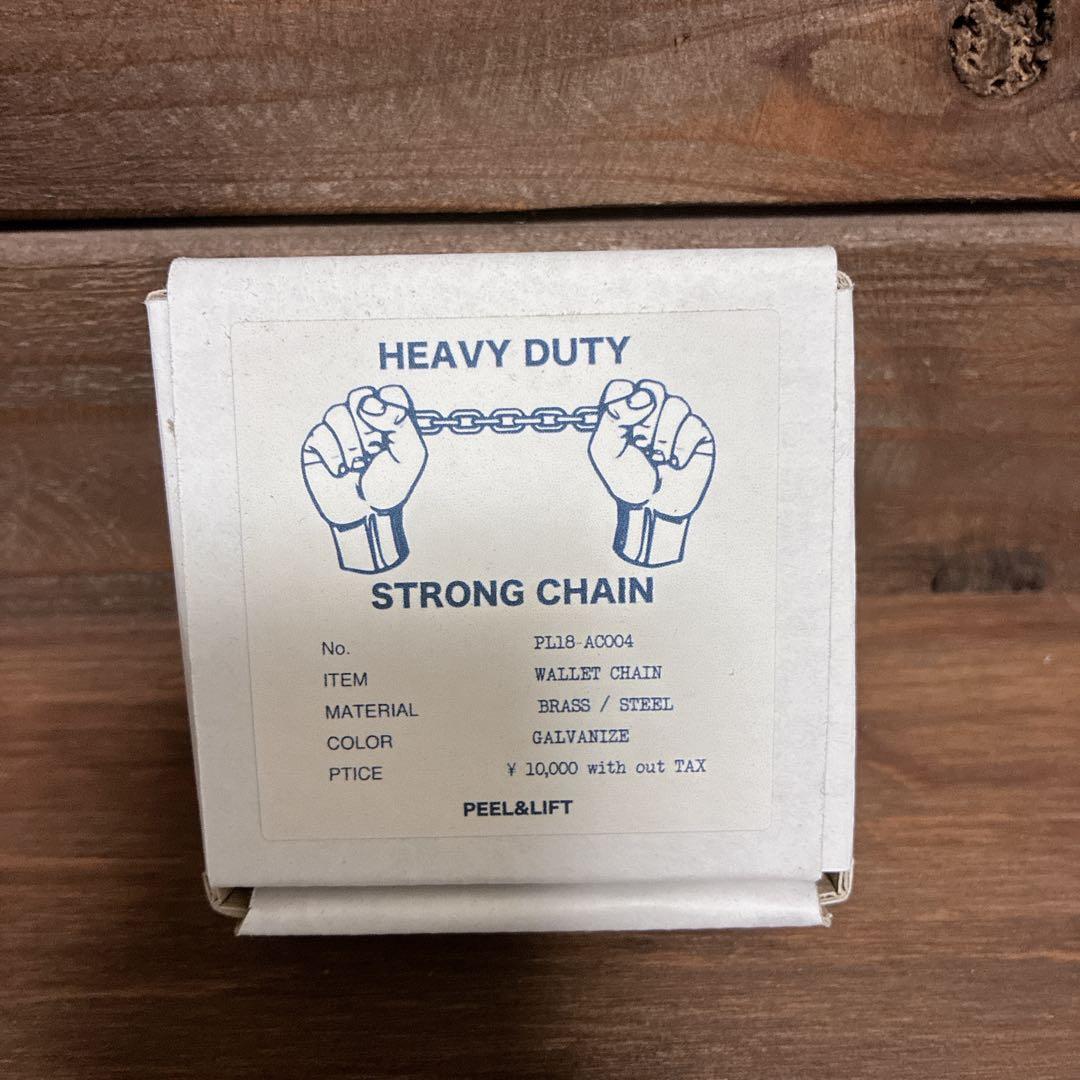 HEAVY DUTY
STRONG CHAIN
No. PL18-AC004
ITEM WALLET CHAIN
MATERIAL BRASS / STEEL
COLOR GALVANIZE
PTICE ¥ 10,000 with out TAX
PEEL&LIFT